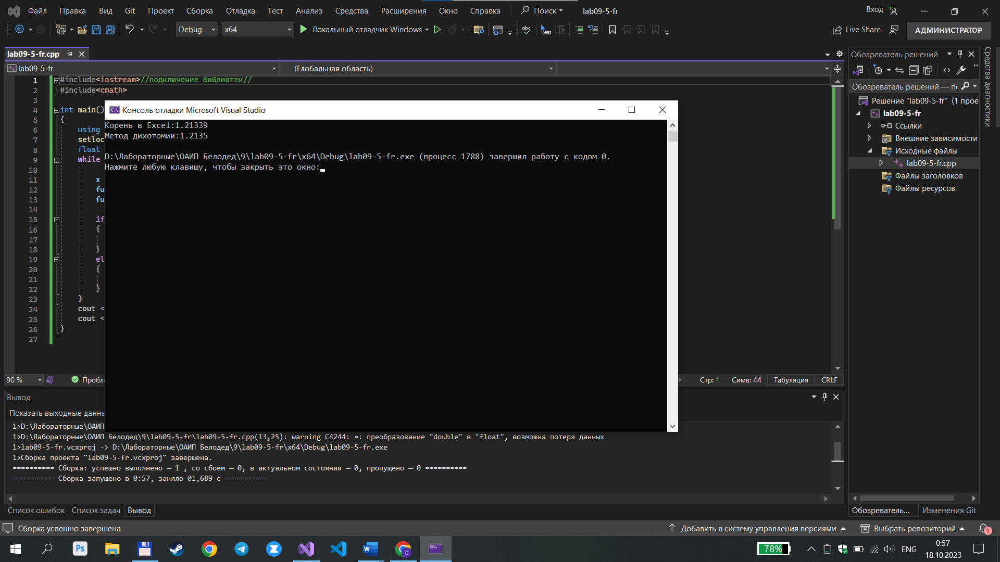 Файл Правка Вид Git Проект Сборка Отладка Тест Анализ Средства Расширения Окно Справка Поиск lab09-5-fr Вход
Debug x64 Локальный отладчик Windows Live Share АДМИНИСТРАТОР
lab09-5-fr.cpp
lab09-5-fr (Глобальная область)
1 #include<iostream>//подключение библиотек//
2 #include<cmath>
3
4 int main()
5 {
6 using
7 setloc
8 float
9 while
10
11 x
12 fu
13 fu
14
15 if
16 {
17
18 }
19 el
20 {
21
22 }
23 }
24 cout <
25 cout <
26 }
27
Консоль отладки Microsoft Visual Studio
Корень в Excel:1.21339
Метод дихотомии:1.2135
D:\Лабораторные\ОАИП Белодед\9\lab09-5-fr\x64\Debug\lab09-5-fr.exe (процесс 1788) завершил работу с кодом 0.
Нажмите любую клавишу, чтобы закрыть это окно:
Обозреватель решений
Обозреватель решений — по
Решение "lab09-5-fr" (1 прое
lab09-5-fr
Ссылки
Внешние зависимости
Исходные файлы
lab09-5-fr.cpp
Файлы заголовков
Файлы ресурсов
Средства диагностики
90 % Пробле Стр: 1 Симв: 44 Табуляция CRLF
Вывод
Показать выходные данны
1>D:\Лабораторные\ОАИП
1>D:\Лабораторные\ОАИП Белодед\9\lab09-5-fr\lab09-5-fr.cpp(13,25): warning C4244: =: преобразование "double" в "float", возможна потеря данных
1>lab09-5-fr.vcxproj -> D:\Лабораторные\ОАИП Белодед\9\lab09-5-fr\x64\Debug\lab09-5-fr.exe
1>Сборка проекта "lab09-5-fr.vcxproj" завершена.
========== Сборка: успешно выполнено — 1 , со сбоем — 0, в актуальном состоянии — 0, пропущено — 0 ==========
========== Сборка запущено в 0:57, заняло 01,689 с ==========
Список ошибок Список задач Вывод
Обозреватель... Изменения Git
Сборка успешно завершена Добавить в систему управления версиями Выбрать репозиторий 1
78% ENG 0:57
18.10.2023